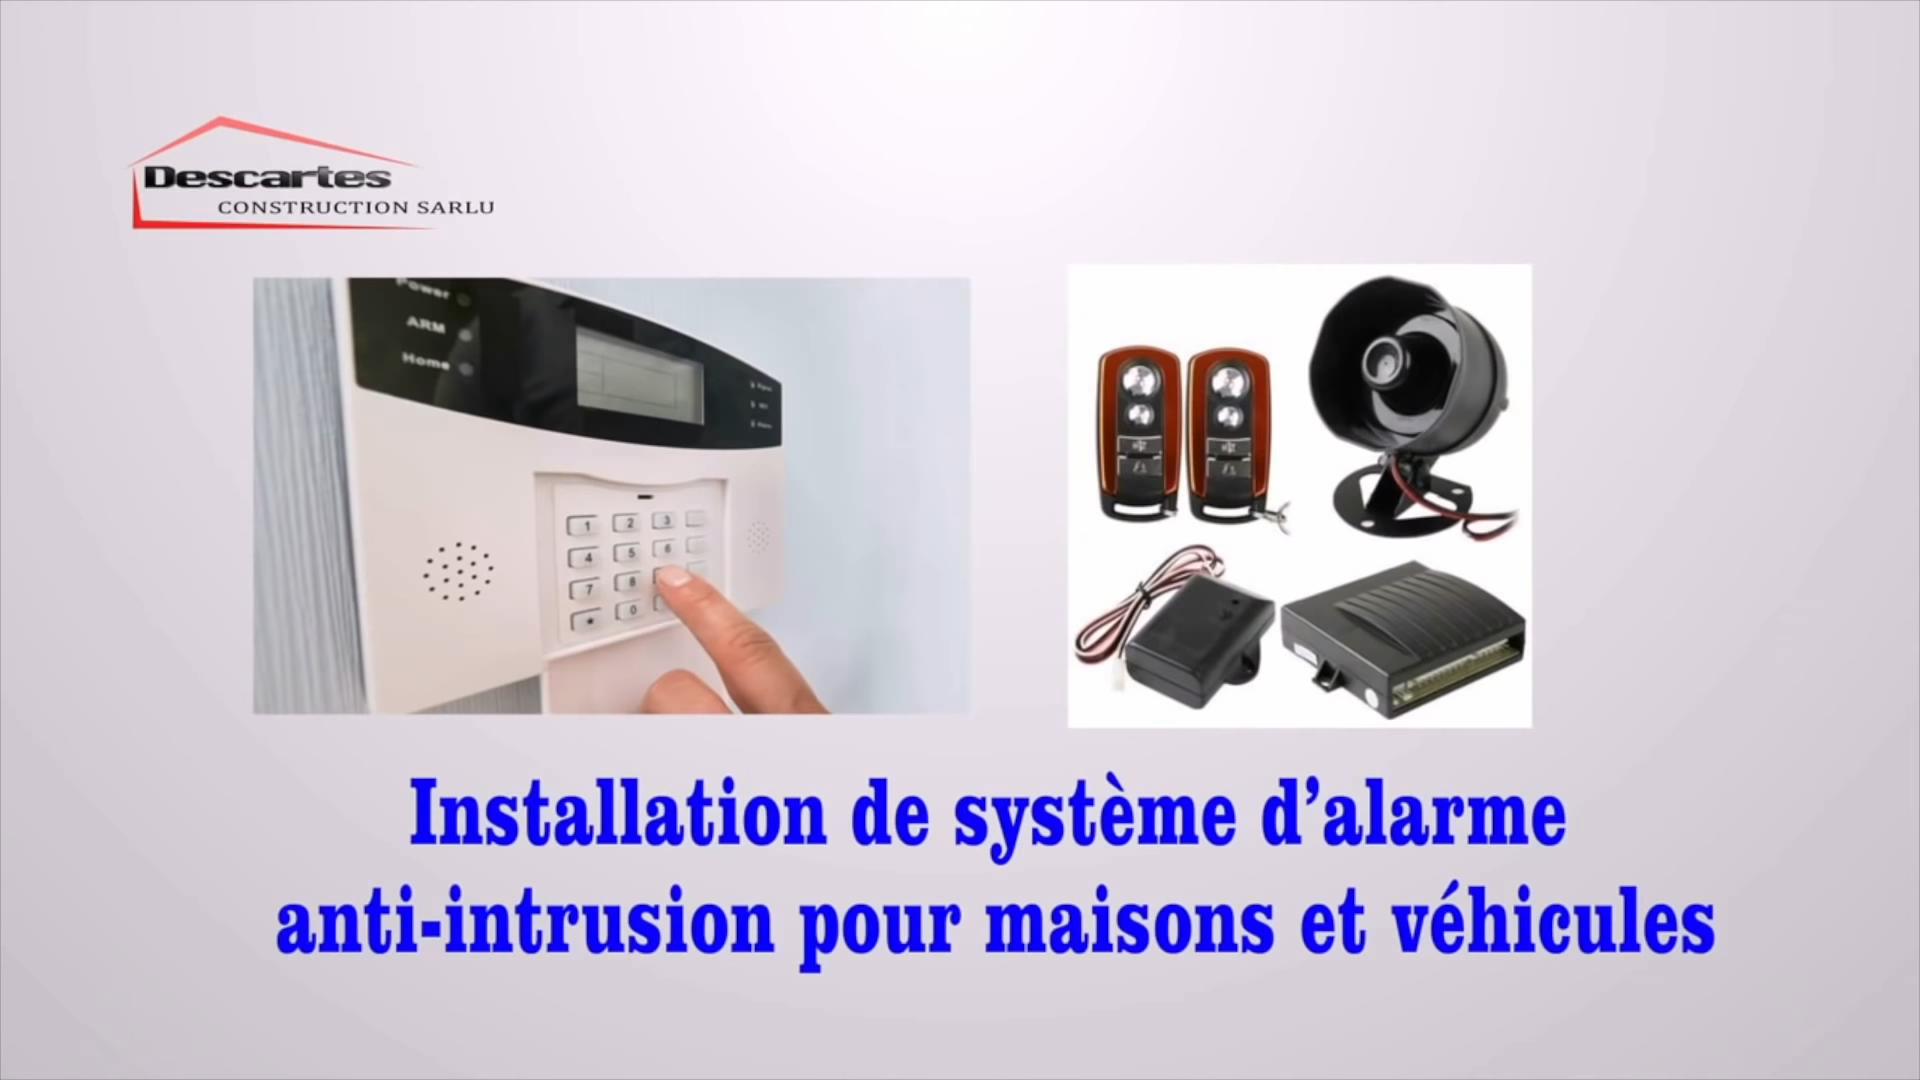 Descartes
CONSTRUCTION SARLU
Power
ARM
Home
1 2 3
4 5 6
7 8
* 0
Installation de système d’alarme
anti-intrusion pour maisons et véhicules